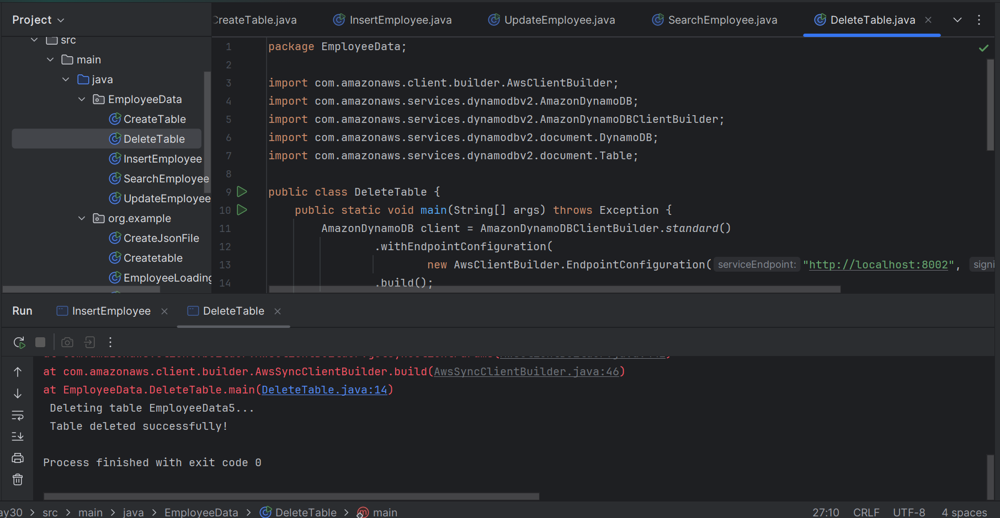 Project
src
main
java
EmployeeData
CreateTable
DeleteTable
InsertEmployee
SearchEmployee
UpdateEmployee
org.example
CreateJsonFile
Createtable
EmployeeLoading
CreateTable.java InsertEmployee.java UpdateEmployee.java SearchEmployee.java DeleteTable.java
1 package EmployeeData;
2
3 import com.amazonaws.client.builder.AwsClientBuilder;
4 import com.amazonaws.services.dynamodbv2.AmazonDynamoDB;
5 import com.amazonaws.services.dynamodbv2.AmazonDynamoDBClientBuilder;
6 import com.amazonaws.services.dynamodbv2.document.DynamoDB;
7 import com.amazonaws.services.dynamodbv2.document.Table;
8
9 public class DeleteTable {
10 public static void main(String[] args) throws Exception {
11 AmazonDynamoDB client = AmazonDynamoDBClientBuilder.standard()
12 .withEndpointConfiguration(
13 new AwsClientBuilder.EndpointConfiguration( serviceEndpoint: "http://localhost:8002", signi
14 .build();
Run InsertEmployee DeleteTable
at com.amazonaws.client.builder.AwsSyncClientBuilder.build(AwsSyncClientBuilder.java:46)
at EmployeeData.DeleteTable.main(DeleteTable.java:14)
Deleting table EmployeeData5...
Table deleted successfully!
Process finished with exit code 0
ay30 > src > main > java > EmployeeData > DeleteTable > main 27:10 CRLF UTF-8 4 spaces